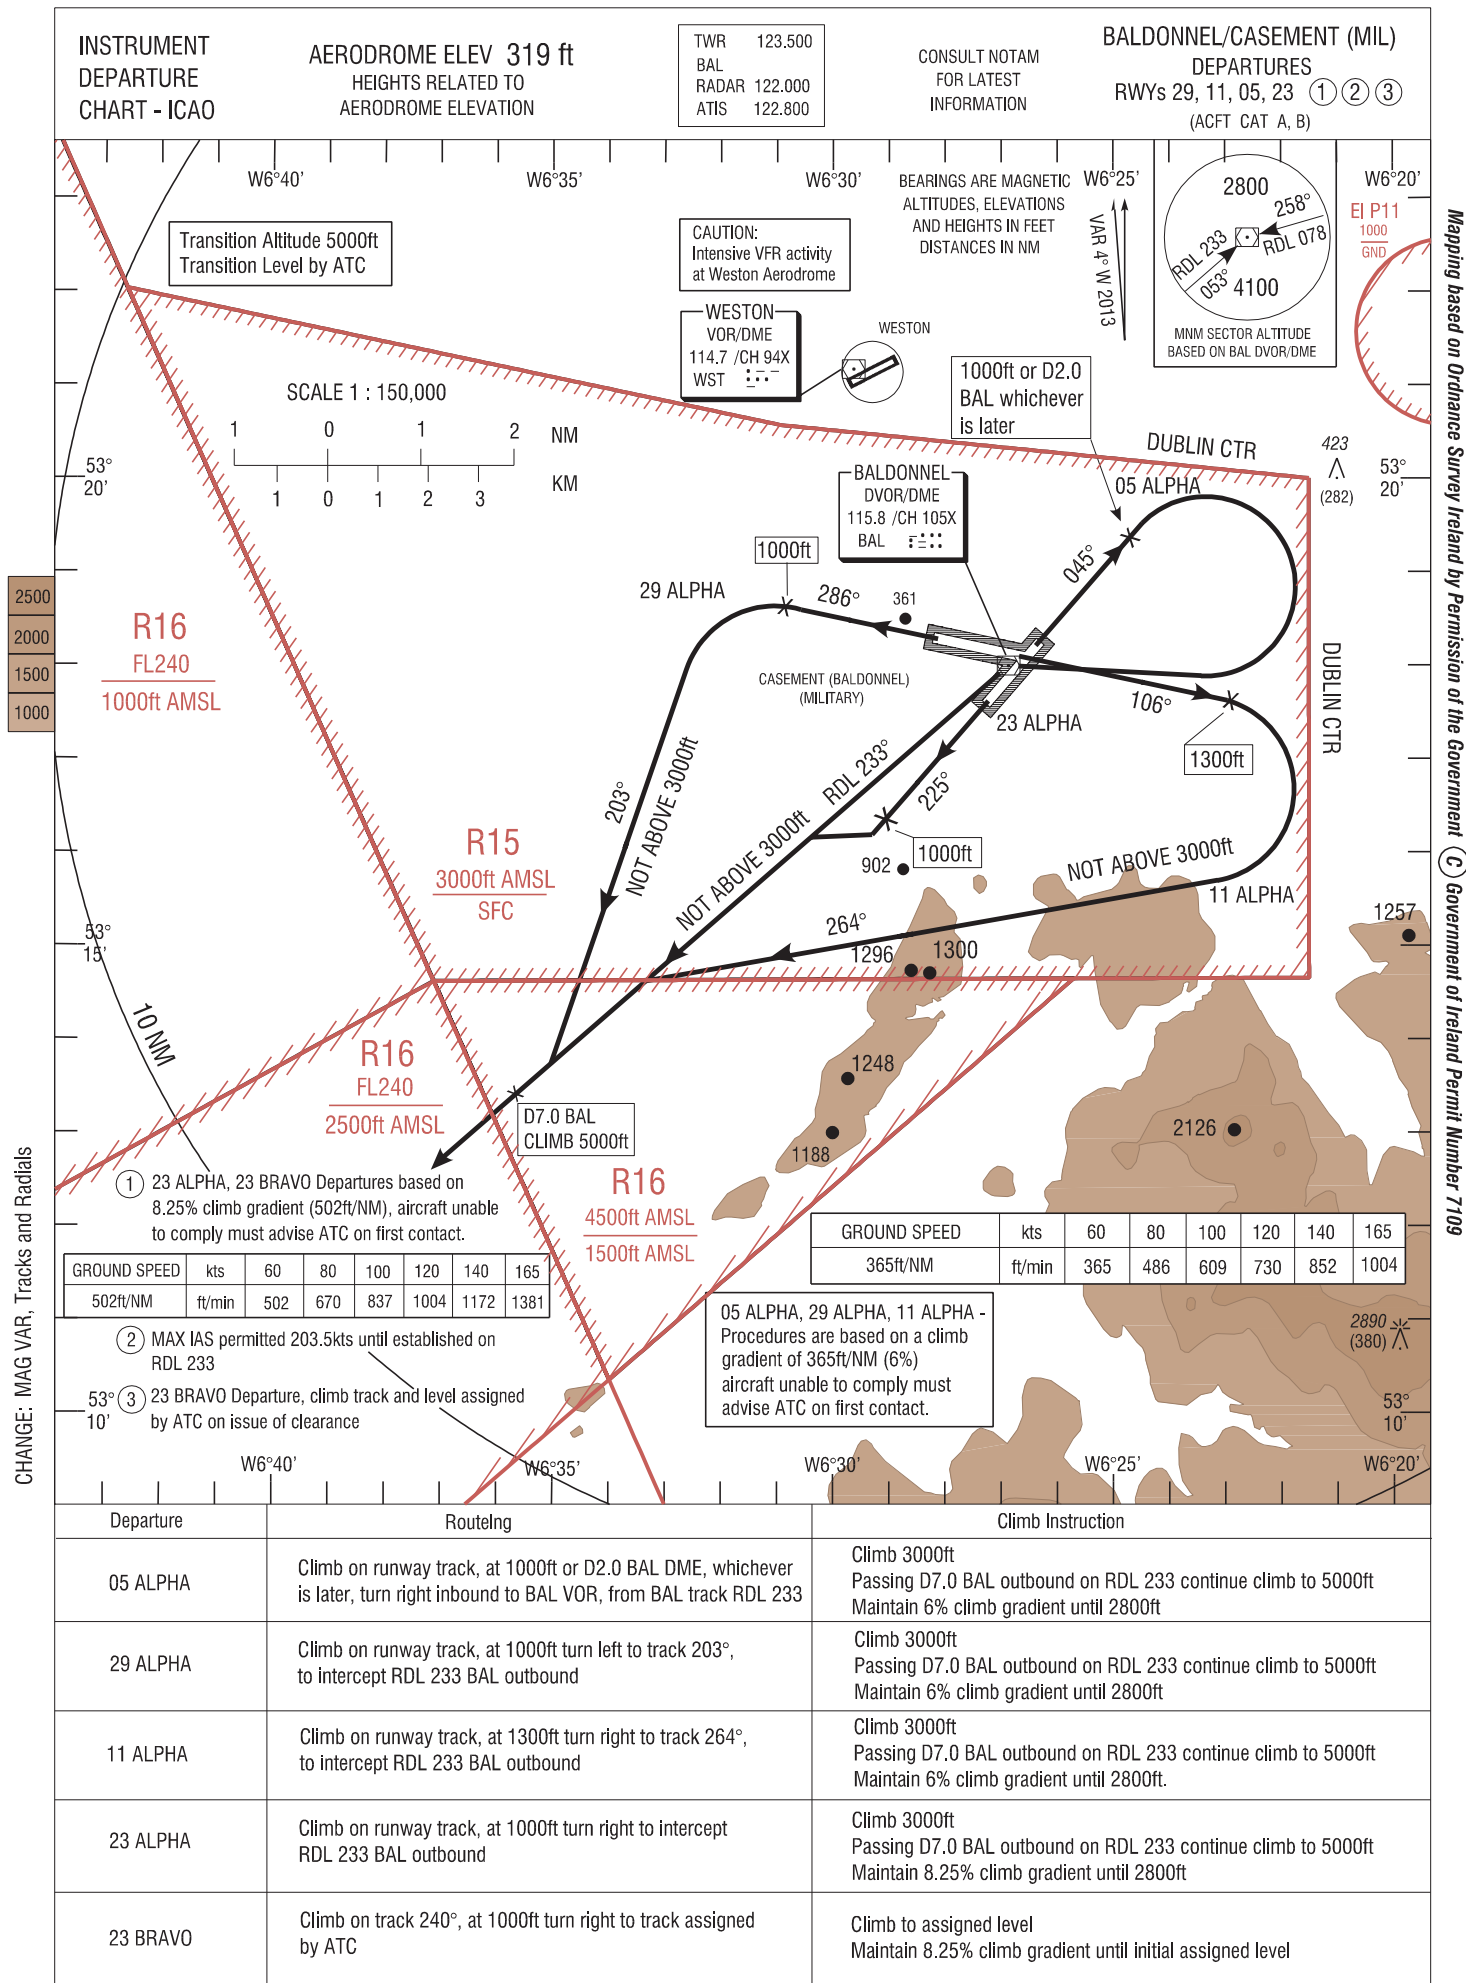 INSTRUMENT
DEPARTURE
CHART - ICAO
AERODROME ELEV 319 ft
HEIGHTS RELATED TO
AERODROME ELEVATION
TWR 123.500
BAL
RADAR 122.000
ATIS 122.800
CONSULT NOTAM
FOR LATEST
INFORMATION
BALDONNEL/CASEMENT (MIL)
DEPARTURES
RWYs 29, 11, 05, 23 1 2 3
(ACFT CAT A, B)
W6°40'
W6°35'
W6°30'
W6°25'
W6°20'
BEARINGS ARE MAGNETIC
ALTITUDES, ELEVATIONS
AND HEIGHTS IN FEET
DISTANCES IN NM
VAR 4° W 2013
2800
258°
RDL 078
RDL 233
053°
4100
MNM SECTOR ALTITUDE
BASED ON BAL DVOR/DME
EI P11
1000
GND
Transition Altitude 5000ft
Transition Level by ATC
CAUTION:
Intensive VFR activity
at Weston Aerodrome
WESTON
VOR/DME
114.7 /CH 94X
WST
WESTON
SCALE 1 : 150,000
1 0 1 2 NM
1 0 1 2 3 KM
1000ft or D2.0
BAL whichever
is later
DUBLIN CTR
423
(282)
53°
20'
53°
20'
BALDONNEL
DVOR/DME
115.8 /CH 105X
BAL
05 ALPHA
045°
1000ft
29 ALPHA
286°
361
2500
2000
1500
1000
R16
FL240
1000ft AMSL
CASEMENT (BALDONNEL)
(MILITARY)
23 ALPHA
106°
1300ft
DUBLIN CTR
203°
NOT ABOVE 3000ft
RDL 233°
NOT ABOVE 3000ft
225°
1000ft
902
R15
3000ft AMSL
SFC
NOT ABOVE 3000ft
11 ALPHA
264°
1296
1300
1257
53°
15'
10 NM
R16
FL240
2500ft AMSL
D7.0 BAL
CLIMB 5000ft
1248
1188
2126
R16
4500ft AMSL
1500ft AMSL
1 23 ALPHA, 23 BRAVO Departures based on
8.25% climb gradient (502ft/NM), aircraft unable
to comply must advise ATC on first contact.
GROUND SPEED kts 60 80 100 120 140 165
502ft/NM ft/min 502 670 837 1004 1172 1381
2 MAX IAS permitted 203.5kts until established on
RDL 233
3 23 BRAVO Departure, climb track and level assigned
by ATC on issue of clearance
GROUND SPEED kts 60 80 100 120 140 165
365ft/NM ft/min 365 486 609 730 852 1004
05 ALPHA, 29 ALPHA, 11 ALPHA -
Procedures are based on a climb
gradient of 365ft/NM (6%)
aircraft unable to comply must
advise ATC on first contact.
2890
(380)
53°
10'
53°
10'
W6°40'
W6°35'
W6°30'
W6°25'
W6°20'
CHANGE: MAG VAR, Tracks and Radials
Mapping based on Ordnance Survey Ireland by Permission of the Government C Government of Ireland Permit Number 7109
Departure Routeing Climb Instruction
05 ALPHA
Climb on runway track, at 1000ft or D2.0 BAL DME, whichever
is later, turn right inbound to BAL VOR, from BAL track RDL 233
Climb 3000ft
Passing D7.0 BAL outbound on RDL 233 continue climb to 5000ft
Maintain 6% climb gradient until 2800ft
29 ALPHA
Climb on runway track, at 1000ft turn left to track 203°,
to intercept RDL 233 BAL outbound
Climb 3000ft
Passing D7.0 BAL outbound on RDL 233 continue climb to 5000ft
Maintain 6% climb gradient until 2800ft
11 ALPHA
Climb on runway track, at 1300ft turn right to track 264°,
to intercept RDL 233 BAL outbound
Climb 3000ft
Passing D7.0 BAL outbound on RDL 233 continue climb to 5000ft
Maintain 6% climb gradient until 2800ft.
23 ALPHA
Climb on runway track, at 1000ft turn right to intercept
RDL 233 BAL outbound
Climb 3000ft
Passing D7.0 BAL outbound on RDL 233 continue climb to 5000ft
Maintain 8.25% climb gradient until 2800ft
23 BRAVO
Climb on track 240°, at 1000ft turn right to track assigned
by ATC
Climb to assigned level
Maintain 8.25% climb gradient until initial assigned level